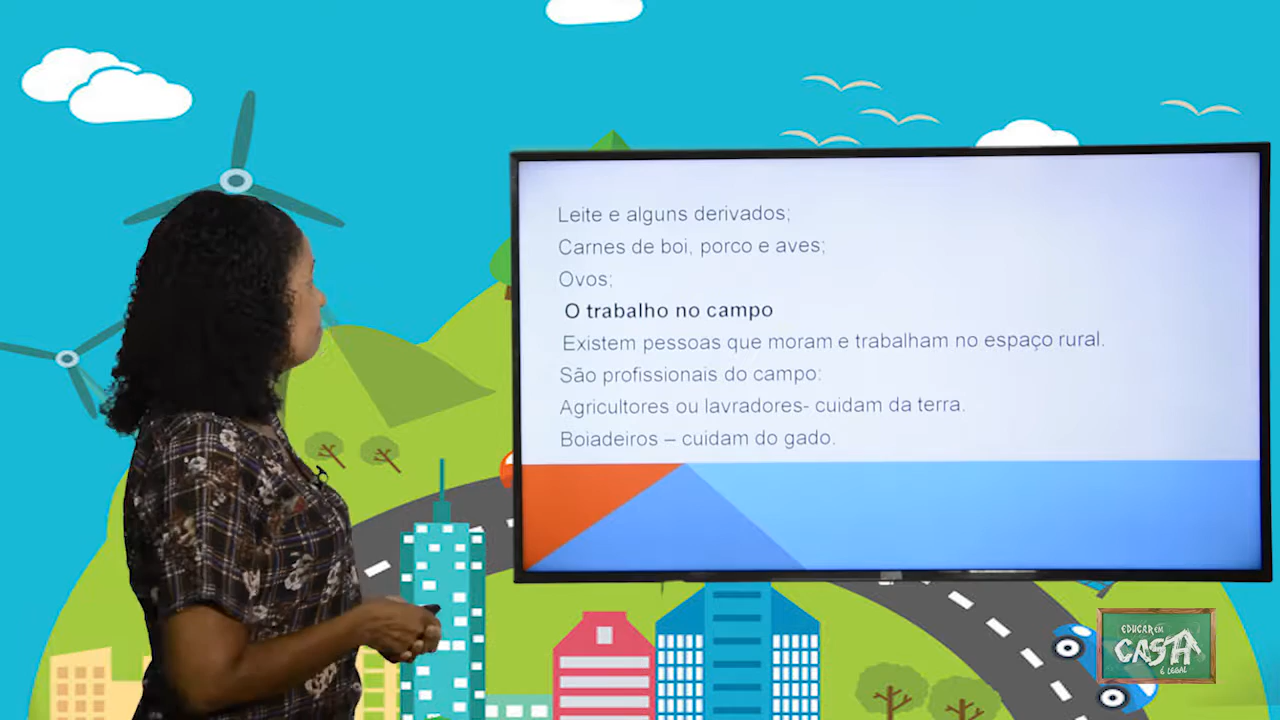 Leite e alguns derivados;
Carnes de boi, porco e aves;
Ovos;
O trabalho no campo
Existem pessoas que moram e trabalham no espaço rural.
São profissionais do campo:
Agricultores ou lavradores- cuidam da terra.
Boiadeiros – cuidam do gado.
EDUCAR EM
CASA
É LEGAL